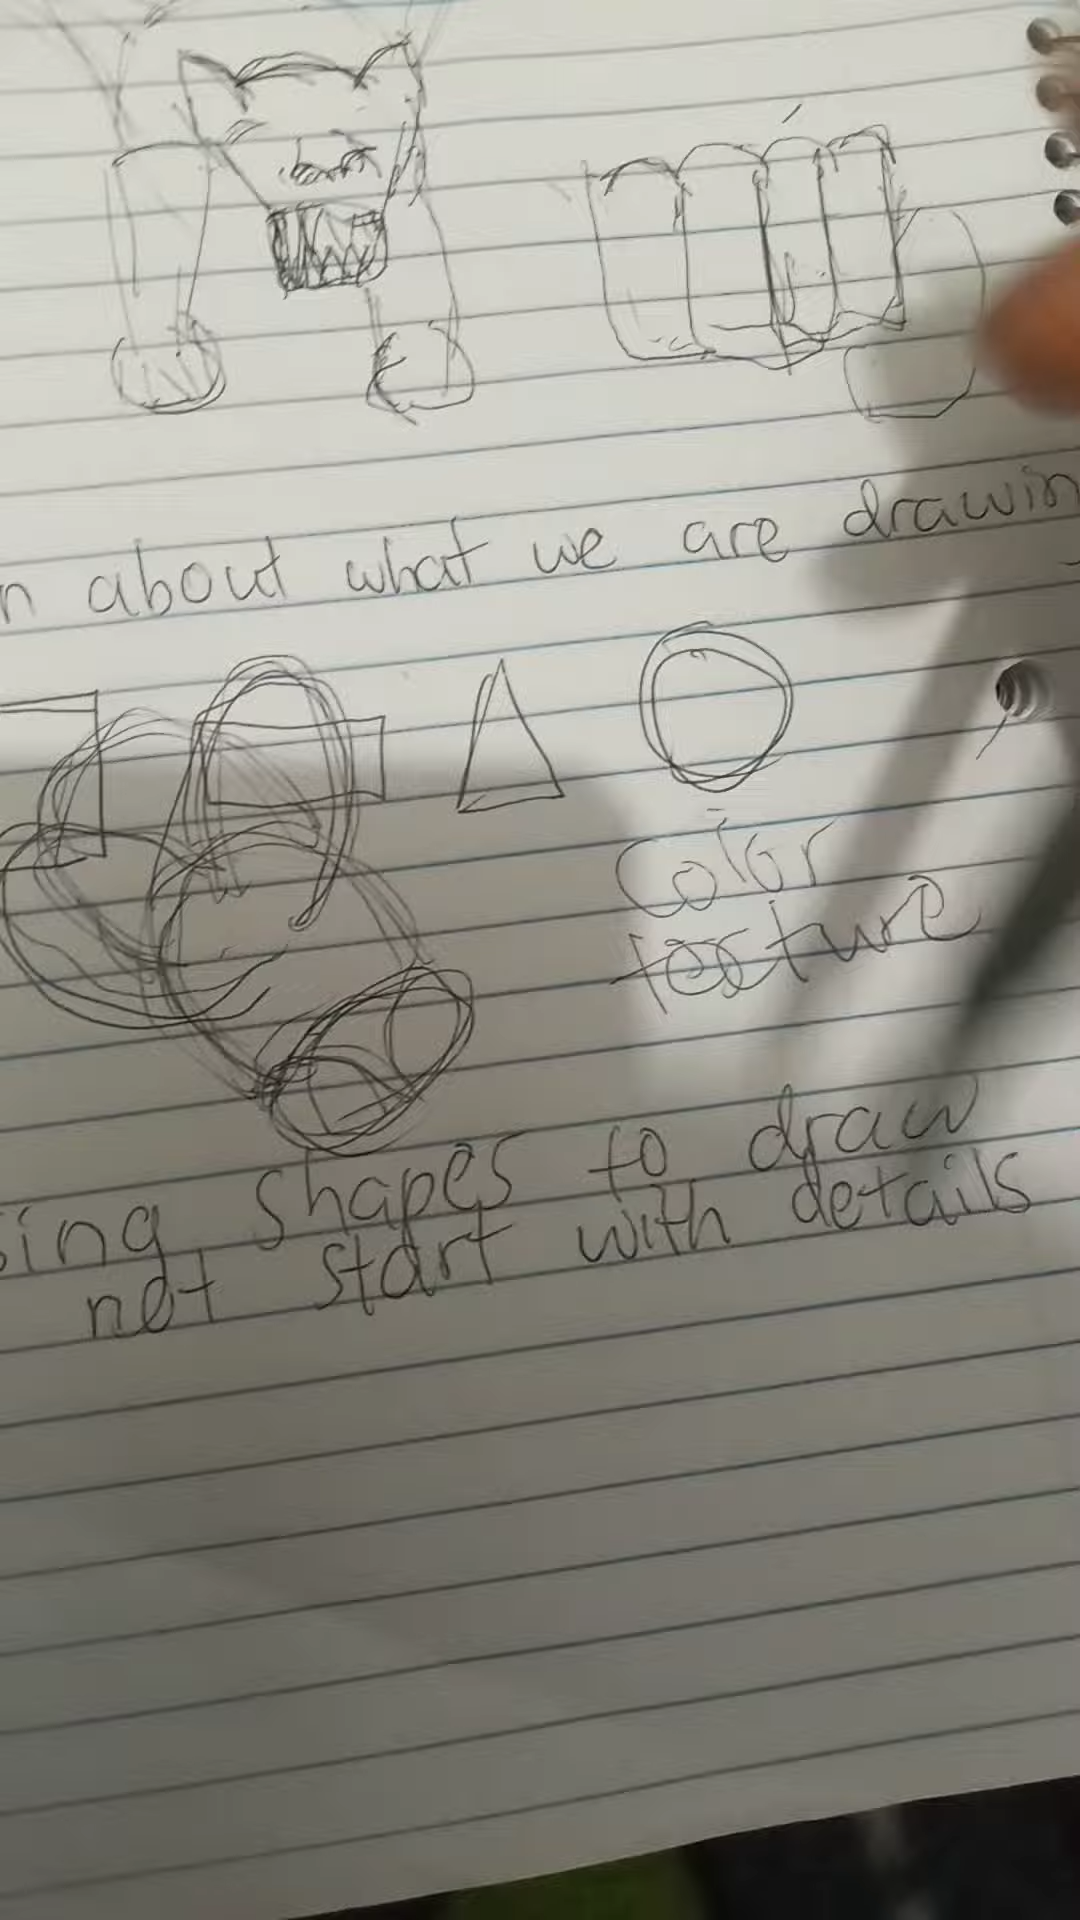 n about what we are drawin
color
texture
sing shapes to draw
not start with details